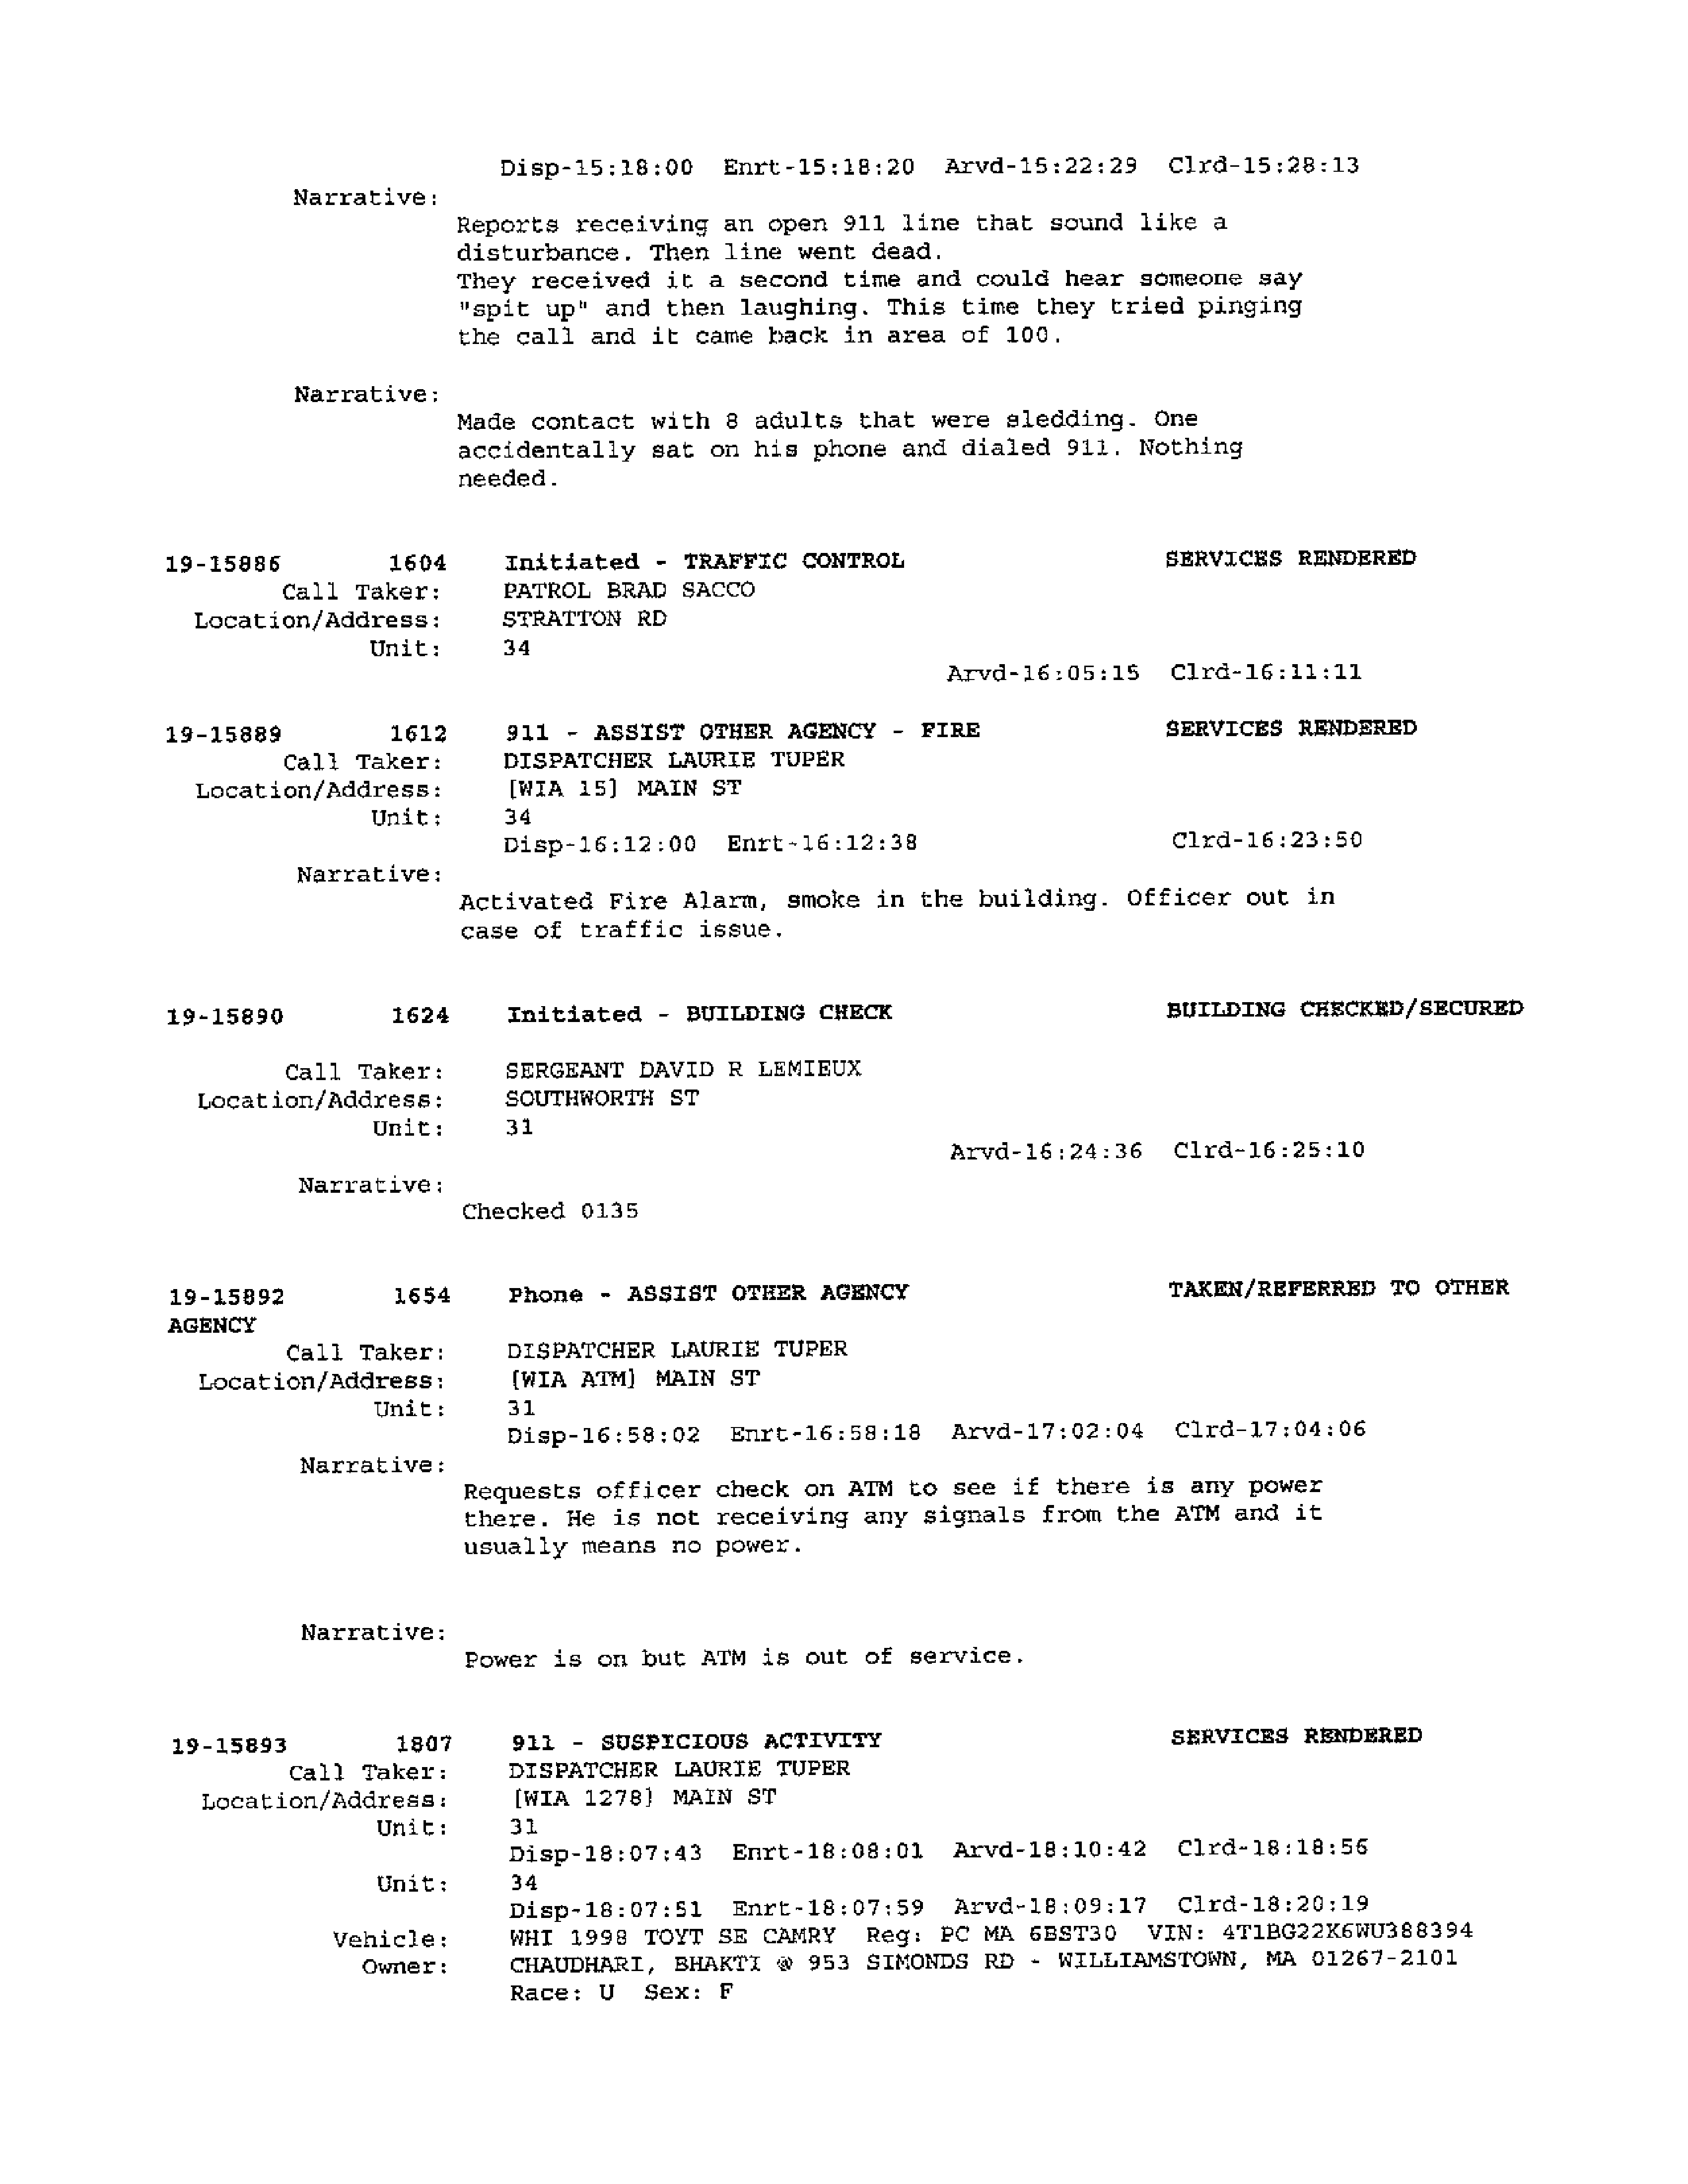 Disp-15:18:00 Enrt-15:18:20 Arvd-15:22:29 Clrd-15:28:13
Narrative:
Reports receiving an open 911 line that sound like a
disturbance. Then line went dead.
They received it a second time and could hear someone say
"spit up" and then laughing. This time they tried pinging
the call and it came back in area of 100.
Narrative:
Made contact with 8 adults that were sledding. One
accidentally sat on his phone and dialed 911. Nothing
needed.
19-15886 1604 Initiated - TRAFFIC CONTROL SERVICES RENDERED
Call Taker: PATROL BRAD SACCO
Location/Address: STRATTON RD
Unit: 34
Arvd-16:05:15 Clrd-16:11:11
19-15889 1612 911 - ASSIST OTHER AGENCY - FIRE SERVICES RENDERED
Call Taker: DISPATCHER LAURIE TUPER
Location/Address: [WIA 15] MAIN ST
Unit: 34
Disp-16:12:00 Enrt-16:12:38 Clrd-16:23:50
Narrative:
Activated Fire Alarm, smoke in the building. Officer out in
case of traffic issue.
19-15890 1624 Initiated - BUILDING CHECK BUILDING CHECKED/SECURED
Call Taker: SERGEANT DAVID R LEMIEUX
Location/Address: SOUTHWORTH ST
Unit: 31
Arvd-16:24:36 Clrd-16:25:10
Narrative:
Checked 0135
19-15892 1654 Phone - ASSIST OTHER AGENCY TAKEN/REFERRED TO OTHER
AGENCY
Call Taker: DISPATCHER LAURIE TUPER
Location/Address: [WIA ATM] MAIN ST
Unit: 31
Disp-16:58:02 Enrt-16:58:18 Arvd-17:02:04 Clrd-17:04:06
Narrative:
Requests officer check on ATM to see if there is any power
there. He is not receiving any signals from the ATM and it
usually means no power.
Narrative:
Power is on but ATM is out of service.
19-15893 1807 911 - SUSPICIOUS ACTIVITY SERVICES RENDERED
Call Taker: DISPATCHER LAURIE TUPER
Location/Address: [WIA 1278] MAIN ST
Unit: 31
Disp-18:07:43 Enrt-18:08:01 Arvd-18:10:42 Clrd-18:18:56
Unit: 34
Disp-18:07:51 Enrt-18:07:59 Arvd-18:09:17 Clrd-18:20:19
Vehicle: WHI 1998 TOYT SE CAMRY Reg: PC MA 6BST30 VIN: 4T1BG22K6WU388394
Owner: CHAUDHARI, BHAKTI @ 953 SIMONDS RD - WILLIAMSTOWN, MA 01267-2101
Race: U Sex: F